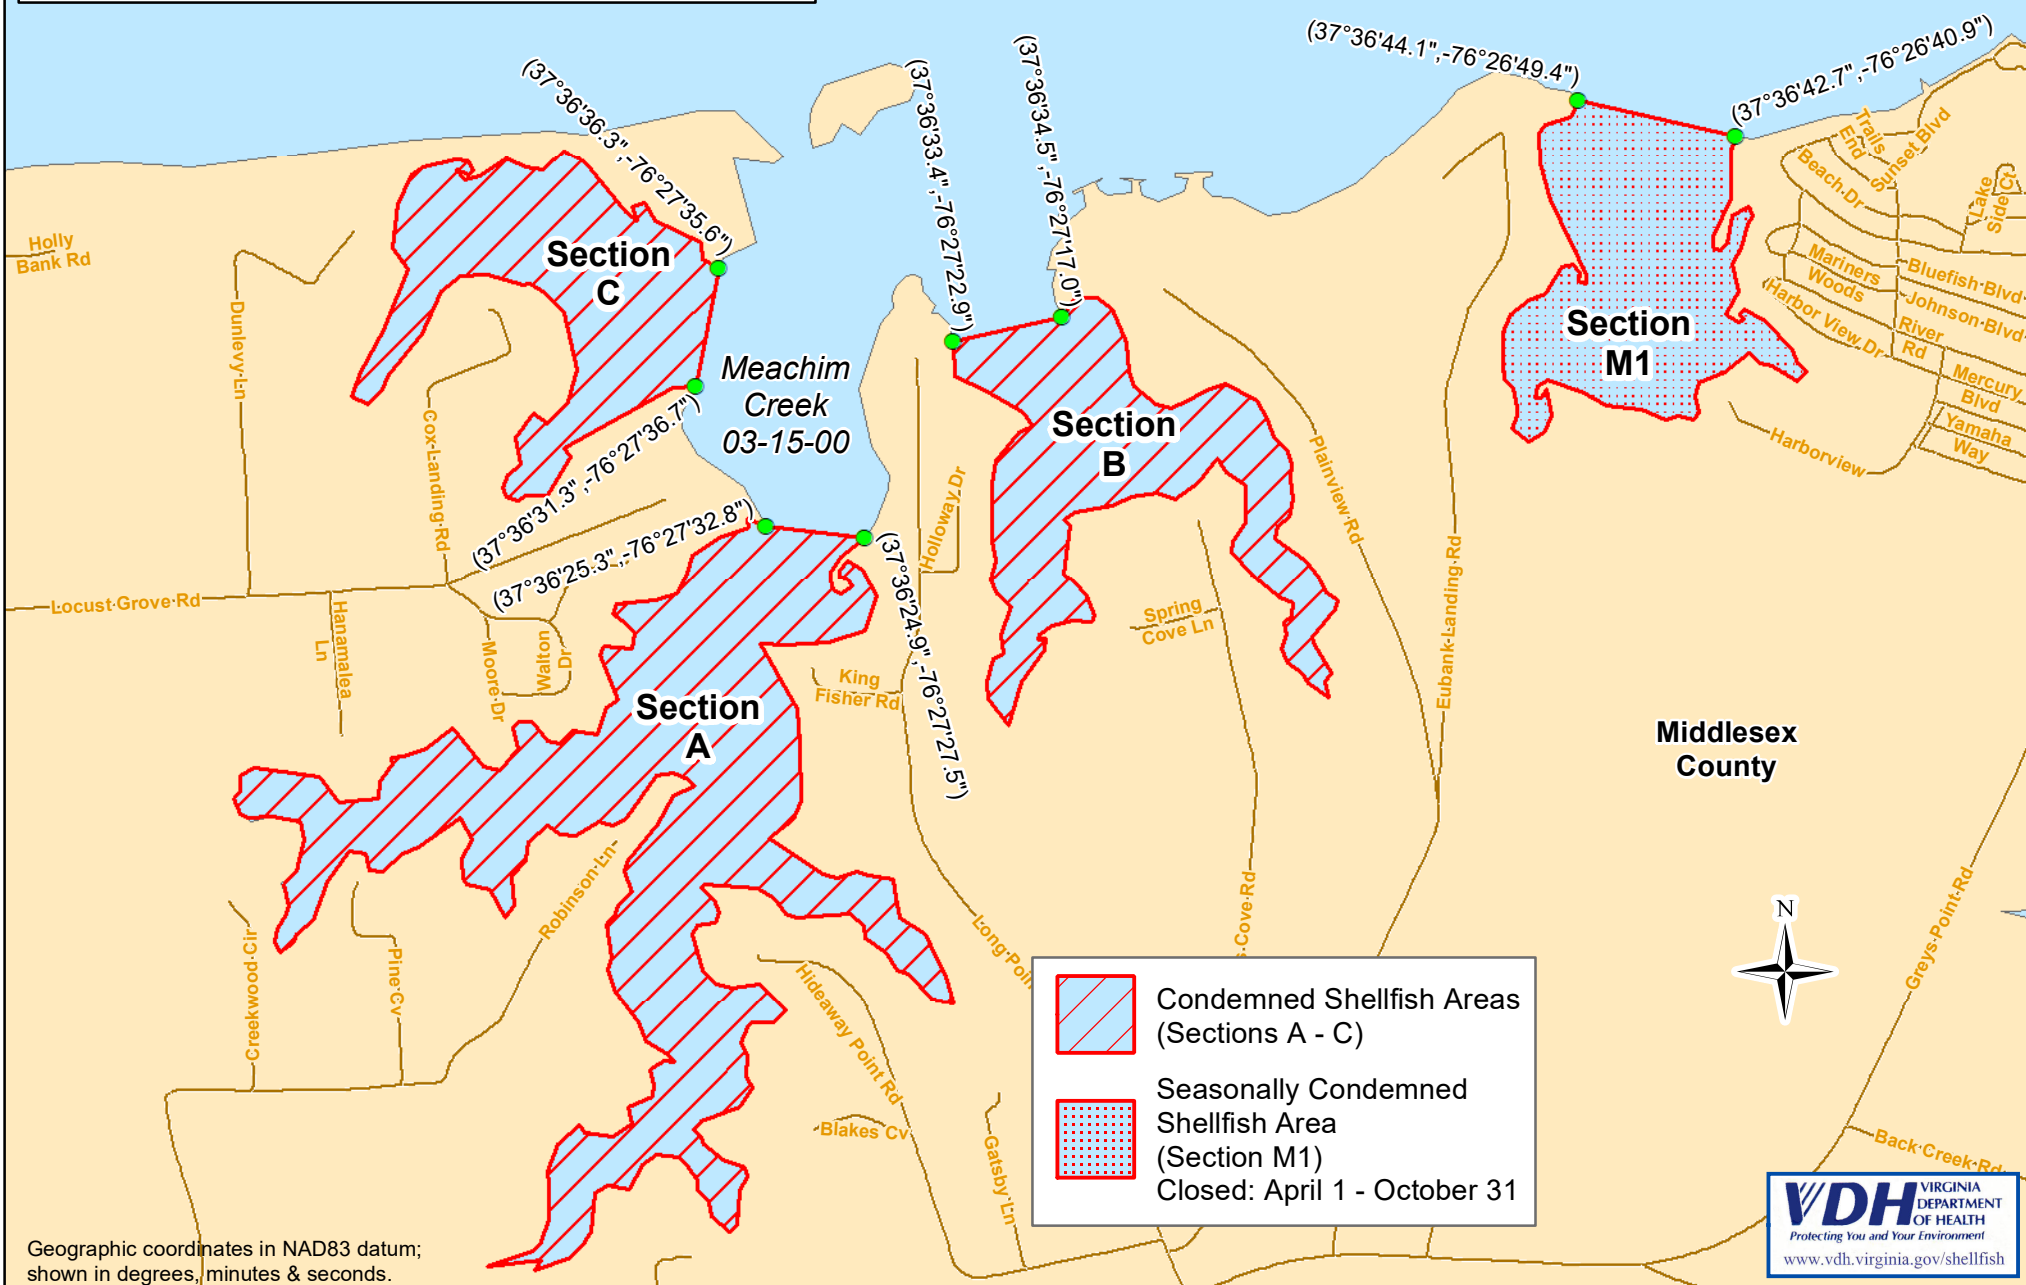 (37°36'44.1",-76°26'49.4")
(37°36'42.7",-76°26'40.9")
(37°36'36.3",-76°27'35.6")
(37°36'33.4",-76°27'22.9")
(37°36'34.5",-76°27'17.0")
Trails
End
Sunset Blvd
Beach Dr
Lake
Side Ct
Holly
Bank Rd
Section
C
Mariners
Woods
Bluefish Blvd
Johnson Blvd
Harbor View Dr
River
Rd
Section
M1
Dunlevy Ln
Meachim
Creek
03-15-00
Mercury
Blvd
Yamaha
Way
Cox Landing Rd
Section
B
Harborview
Plainview Rd
(37°36'31.3",-76°27'36.7")
(37°36'25.3",-76°27'32.8")
Holloway Dr
(37°36'24.9",-76°27'27.5")
Eubank Landing Rd
Locust Grove Rd
Hanamalea
Ln
Moore Dr
Walton
Dr
Spring
Cove Ln
King
Fisher Rd
Section
A
Middlesex
County
Robinson Ln
Creekwood Cir
Pine Cv
Long Poin
s Cove Rd
Greys Point Rd
N
Hideaway Point Rd
Blakes Cv
Gatsby Ln
Back Creek Rd
Condemned Shellfish Areas
(Sections A - C)
Seasonally Condemned
Shellfish Area
(Section M1)
Closed: April 1 - October 31
VDH VIRGINIA
DEPARTMENT
OF HEALTH
Protecting You and Your Environment
www.vdh.virginia.gov/shellfish
Geographic coordinates in NAD83 datum;
shown in degrees, minutes & seconds.